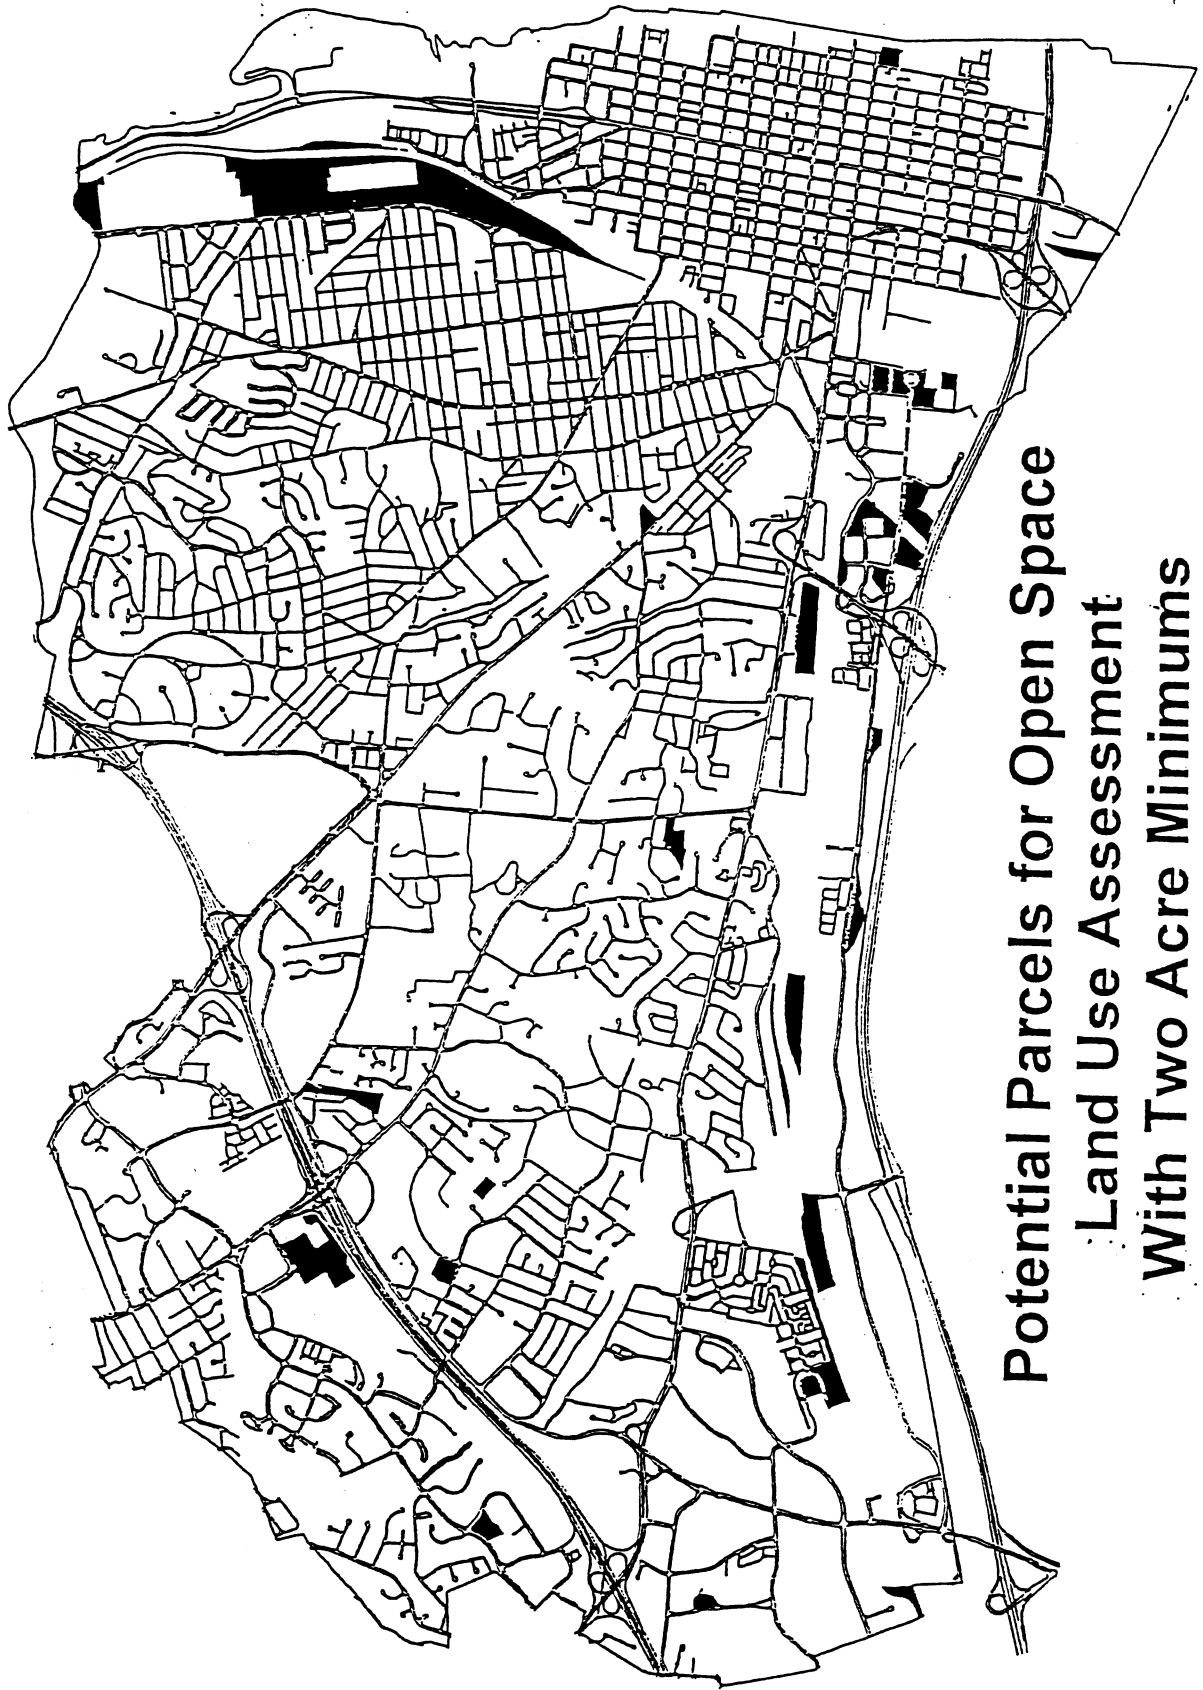 Potential Parcels for Open Space
Land Use Assessment
With Two Acre Minimums